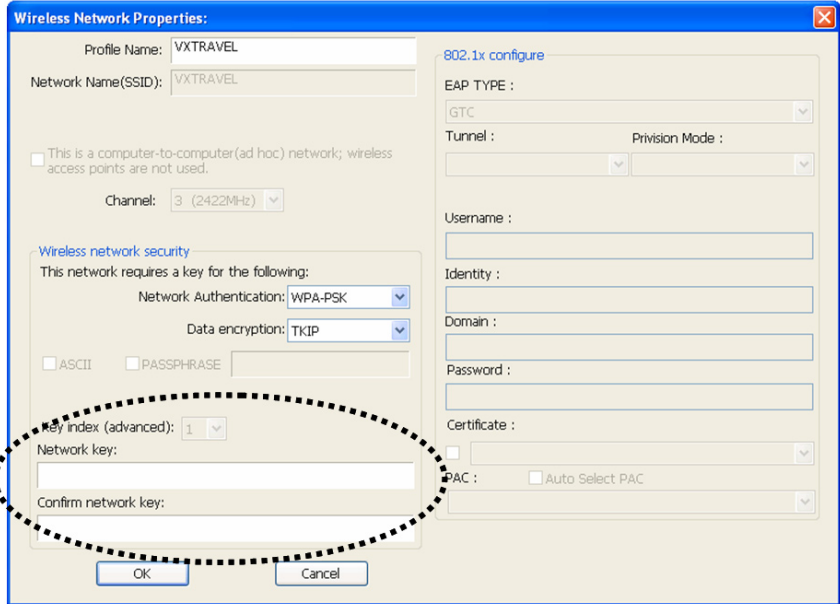 Wireless Network Properties:
Profile Name: VXTRAVEL
Network Name(SSID): VXTRAVEL
This is a computer-to-computer(ad hoc) network; wireless
access points are not used.
Channel: 3 (2422MHz)
Wireless network security
This network requires a key for the following:
Network Authentication: WPA-PSK
Data encryption: TKIP
ASCII PASSPHRASE
Key index (advanced): 1
Network key:
Confirm network key:
OK Cancel
802.1x configure
EAP TYPE :
GTC
Tunnel : Privision Mode :
Username :
Identity :
Domain :
Password :
Certificate :
PAC : Auto Select PAC